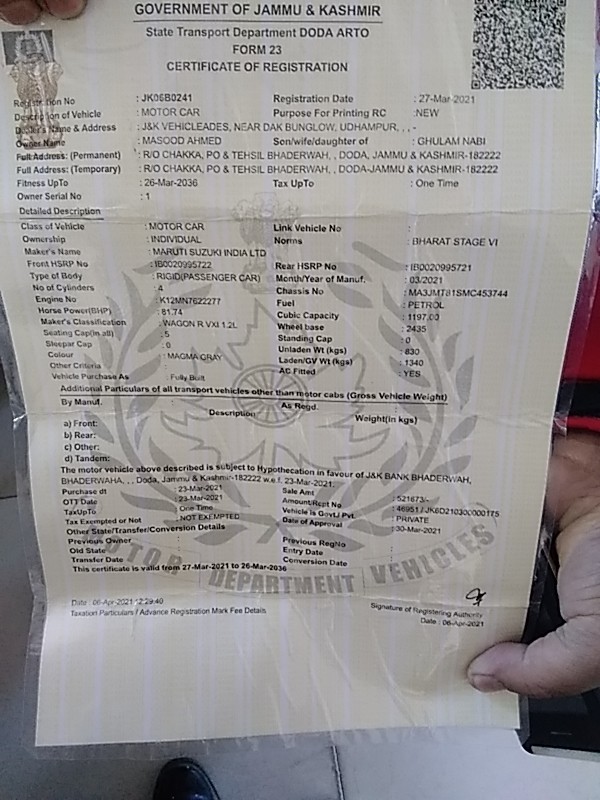 GOVERNMENT OF JAMMU & KASHMIR
State Transport Department DODA ARTO
FORM 23
CERTIFICATE OF REGISTRATION
Registration No : JK06B0241 Registration Date : 27-Mar-2021
Description of Vehicle : MOTOR CAR Purpose For Printing RC :NEW
Dealer's Name & Address : J&K VEHICLEADES, NEAR DAK BUNGLOW, UDHAMPUR, , , -
Owner Name : MASOOD AHMED Son/wife/daughter of : GHULAM NABI
Full Address: (Permanent) : R/O CHAKKA, PO & TEHSIL BHADERWAH, , DODA, JAMMU & KASHMIR-182222
Full Address: (Temporary) : R/O CHAKKA, PO & TEHSIL BHADERWAH, , DODA-JAMMU & KASHMIR-182222
Fitness UpTo : 26-Mar-2036 Tax UpTo : One Time
Owner Serial No : 1
Detailed Description
Class of Vehicle : MOTOR CAR Link Vehicle No :
Ownership : INDIVIDUAL Norms : BHARAT STAGE VI
Maker's Name : MARUTI SUZUKI INDIA LTD
Front HSRP No : IB0020995722 Rear HSRP No : IB0020995721
Type of Body : RIGID(PASSENGER CAR) Month/Year of Manuf. : 03/2021
No of Cylinders : 4 Chassis No : MA3JMT81SMC453744
Engine No : K12MN7622277 Fuel : PETROL
Horse Power(BHP) : 81.74 Cubic Capacity : 1197.00
Maker's Classification : WAGON R VXI 1.2L Wheel base : 2435
Seating Cap(in all) : 5 Standing Cap : 0
Sleepar Cap : 0 Unladen Wt (kgs) : 830
Colour : MAGMA GRAY Laden/GV Wt (kgs) : 1340
Other Criteria : AC Fitted : YES
Vehicle Purchase As : Fully Built
Additional Particulars of all transport vehicles other than motor cabs (Gross Vehicle Weight)
By Manuf. As Regd.
Description Weight(in kgs)
a) Front:
b) Rear:
c) Other:
d) Tandem:
The motor vehicle above described is subject to Hypothecation in favour of J&K BANK BHADERWAH,
BHADERWAHA, , , Doda, Jammu & Kashmir-182222 w.e.f. 23-Mar-2021.
Purchase dt : 23-Mar-2021 Sale Amt : 521673/-
OTT Date : 23-Mar-2021 Amount/Rcpt No : 46951 / JK6D2103000001T5
TaxUpTo : One-Time Vehicle is Govt./ Pvt. : PRIVATE
Tax Exempted or Not : NOT EXEMPTED Date of Approval : 30-Mar-2021
Other State/Transfer/Conversion Details
Previous Owner : Previous RegNo
Old State : Entry Date :
Transfer Date : Conversion Date :
This certificate is valid from 27-Mar-2021 to 26-Mar-2036
MOTOR DEPARTMENT VEHICLES
Date : 06-Apr-2021 12:29:40 Signature of Registering Authority
Taxation Particulars / Advance Registration Mark Fee Details Date : 06-Apr-2021